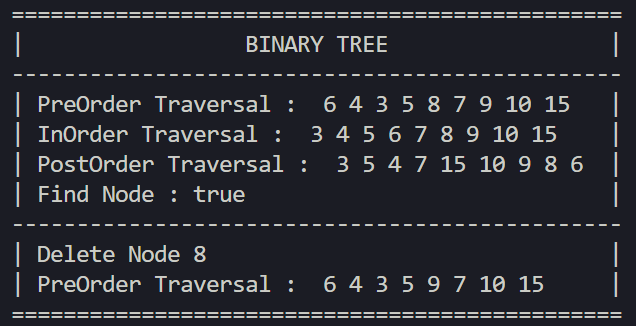 ===============================================
|                 BINARY TREE                 |
-----------------------------------------------
| PreOrder Traversal :  6 4 3 5 8 7 9 10 15   |
| InOrder Traversal :  3 4 5 6 7 8 9 10 15    |
| PostOrder Traversal :  3 5 4 7 15 10 9 8 6  |
| Find Node : true                            |
-----------------------------------------------
| Delete Node 8                               |
| PreOrder Traversal :  6 4 3 5 9 7 10 15     |
===============================================